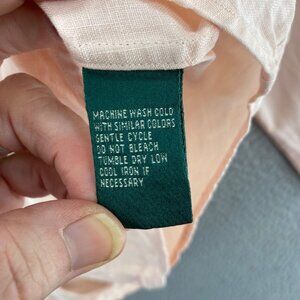 MACHINE WASH COLD
WITH SIMILAR COLORS
GENTLE CYCLE
DO NOT BLEACH
TUMBLE DRY LOW
COOL IRON IF
NECESSARY